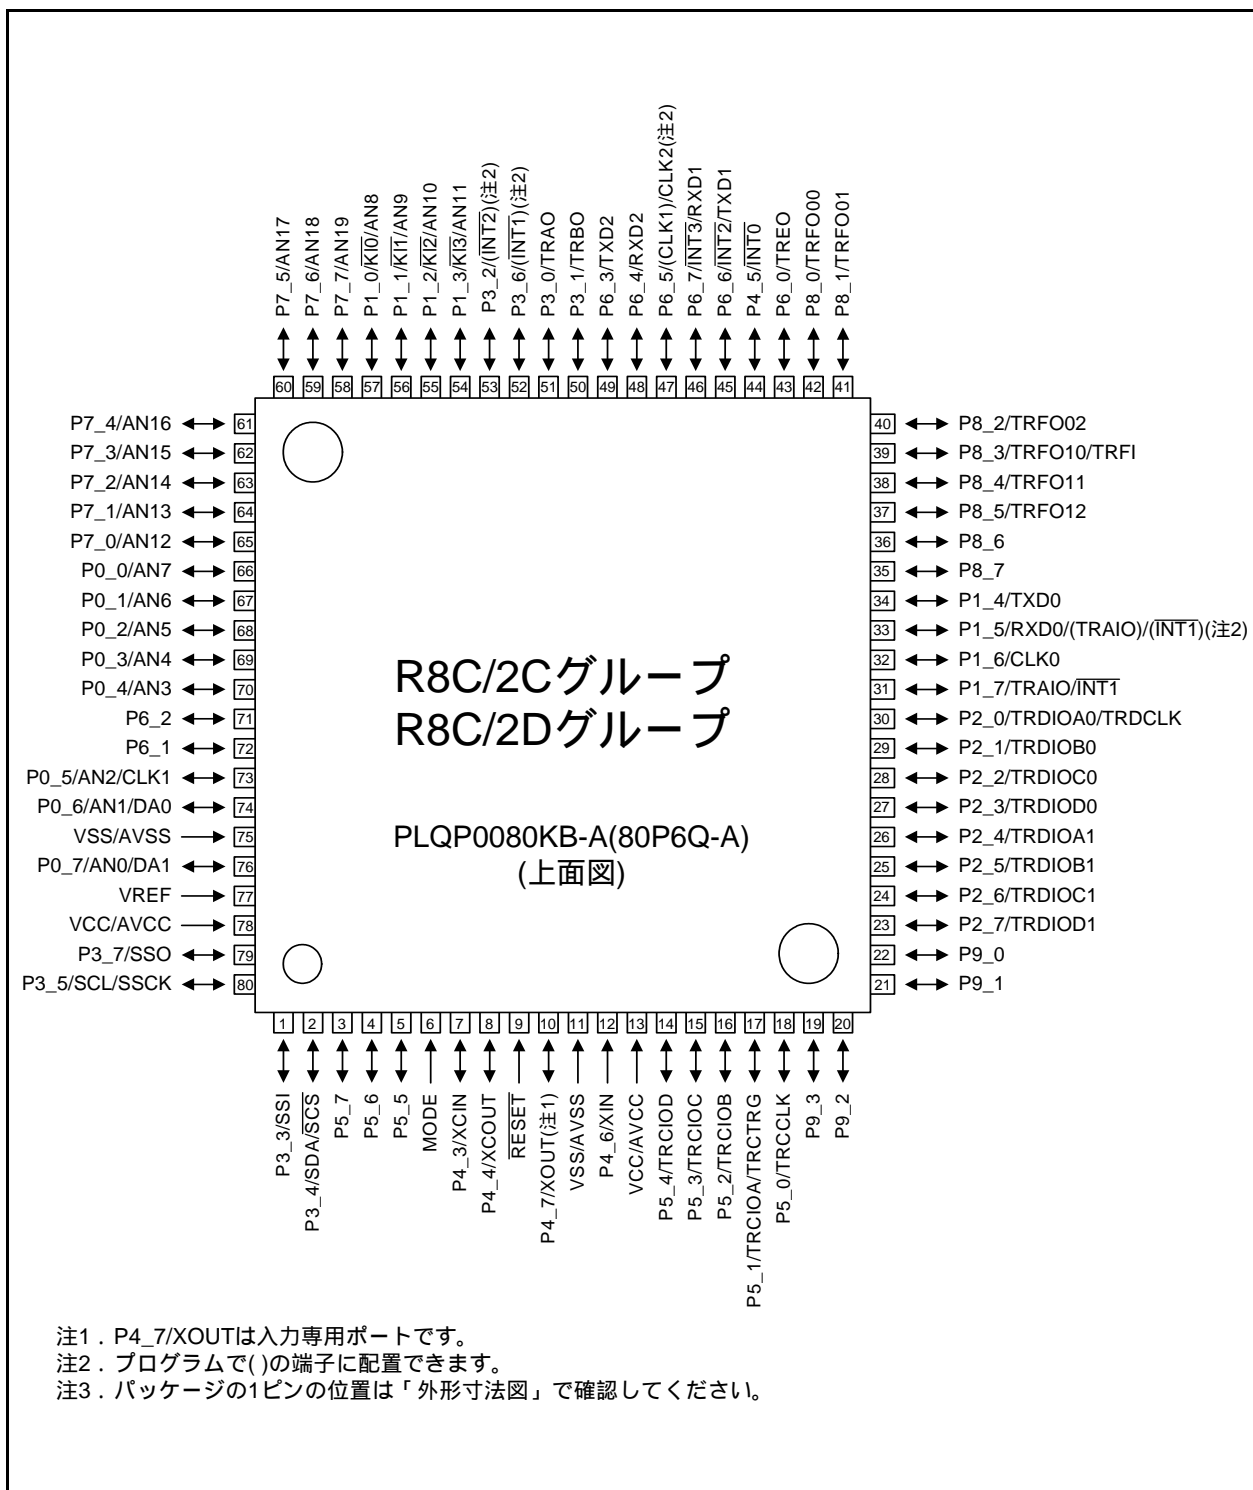 P7_5/AN17
P7_6/AN18
P7_7/AN19
P1_0/KI0/AN8
P1_1/KI1/AN9
P1_2/KI2/AN10
P1_3/KI3/AN11
P3_2/(INT2)(注2)
P3_6/(INT1)(注2)
P3_0/TRAO
P3_1/TRBO
P6_3/TXD2
P6_4/RXD2
P6_5/(CLK1)/CLK2(注2)
P6_7/INT3/RXD1
P6_6/INT2/TXD1
P4_5/INT0
P6_0/TREO
P8_0/TRFO00
P8_1/TRFO01
60 59 58 57 56 55 54 53 52 51 50 49 48 47 46 45 44 43 42 41
P7_4/AN16 61
P7_3/AN15 62
P7_2/AN14 63
P7_1/AN13 64
P7_0/AN12 65
P0_0/AN7 66
P0_1/AN6 67
P0_2/AN5 68
P0_3/AN4 69
P0_4/AN3 70
P6_2 71
P6_1 72
P0_5/AN2/CLK1 73
P0_6/AN1/DA0 74
VSS/AVSS 75
P0_7/AN0/DA1 76
VREF 77
VCC/AVCC 78
P3_7/SSO 79
P3_5/SCL/SSCK 80
R8C/2Cグループ
R8C/2Dグループ
PLQP0080KB-A(80P6Q-A)
(上面図)
40 P8_2/TRFO02
39 P8_3/TRFO10/TRFI
38 P8_4/TRFO11
37 P8_5/TRFO12
36 P8_6
35 P8_7
34 P1_4/TXD0
33 P1_5/RXD0/(TRAIO)/(INT1)(注2)
32 P1_6/CLK0
31 P1_7/TRAIO/INT1
30 P2_0/TRDIOA0/TRDCLK
29 P2_1/TRDIOB0
28 P2_2/TRDIOC0
27 P2_3/TRDIOD0
26 P2_4/TRDIOA1
25 P2_5/TRDIOB1
24 P2_6/TRDIOC1
23 P2_7/TRDIOD1
22 P9_0
21 P9_1
1 2 3 4 5 6 7 8 9 10 11 12 13 14 15 16 17 18 19 20
P3_3/SSI
P3_4/SDA/SCS
P5_7
P5_6
P5_5
MODE
P4_3/XCIN
P4_4/XCOUT
RESET
P4_7/XOUT(注1)
VSS/AVSS
P4_6/XIN
VCC/AVCC
P5_4/TRCIOD
P5_3/TRCIOC
P5_2/TRCIOB
P5_1/TRCIOA/TRCTRG
P5_0/TRCCLK
P9_3
P9_2
注1．P4_7/XOUTは入力専用ポートです。
注2．プログラムで( )の端子に配置できます。
注3．パッケージの1ピンの位置は「外形寸法図」で確認してください。